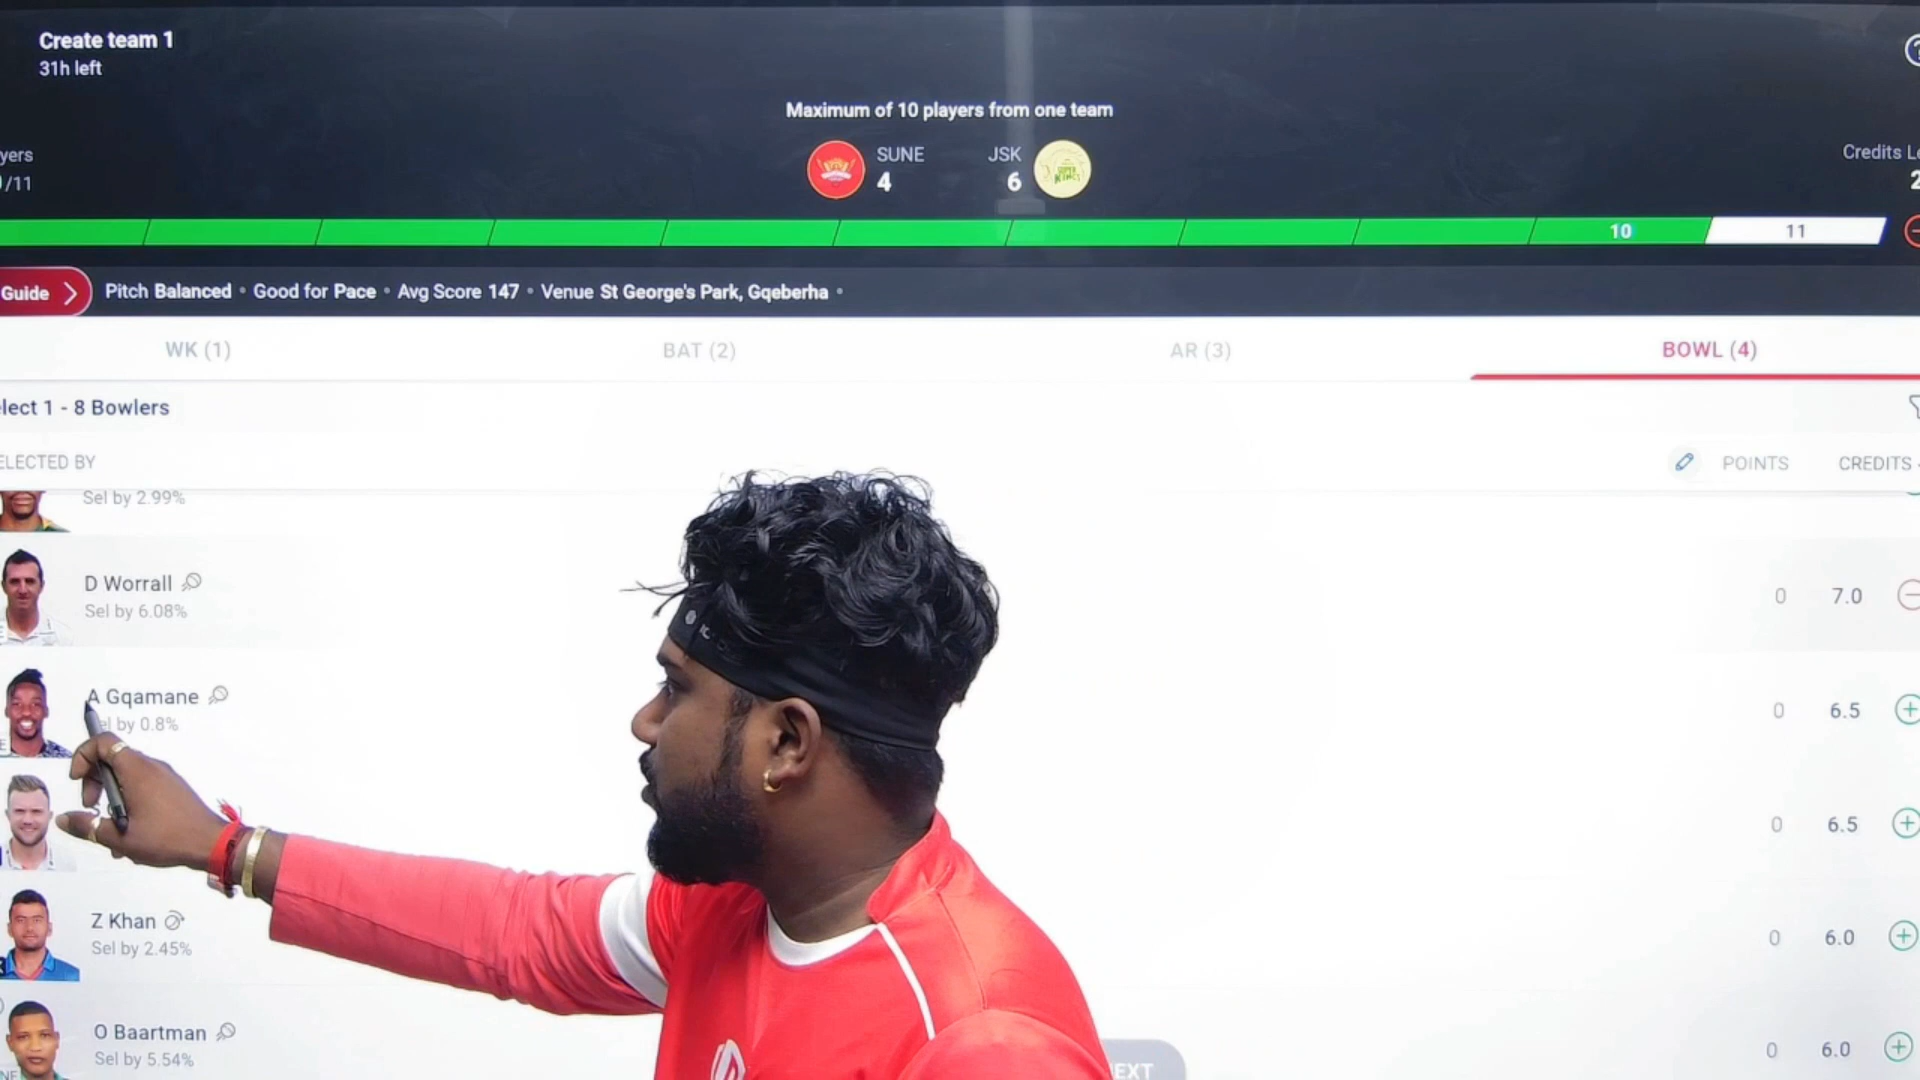 Create team 1
31h left
Maximum of 10 players from one team
yers
/11
SUNE
4
JSK
6
SUPER
KINGS
Credits Le
2
10
11
Guide
Pitch Balanced • Good for Pace • Avg Score 147 • Venue St George's Park, Gqeberha •
WK (1)
BAT (2)
AR (3)
BOWL (4)
lect 1 - 8 Bowlers
ELECTED BY
POINTS
CREDITS
Sel by 2.99%
D Worrall
Sel by 6.08%
0
7.0
A Gqamane
el by 0.8%
0
6.5
0
6.5
Z Khan
Sel by 2.45%
0
6.0
O Baartman
Sel by 5.54%
0
6.0
EXT